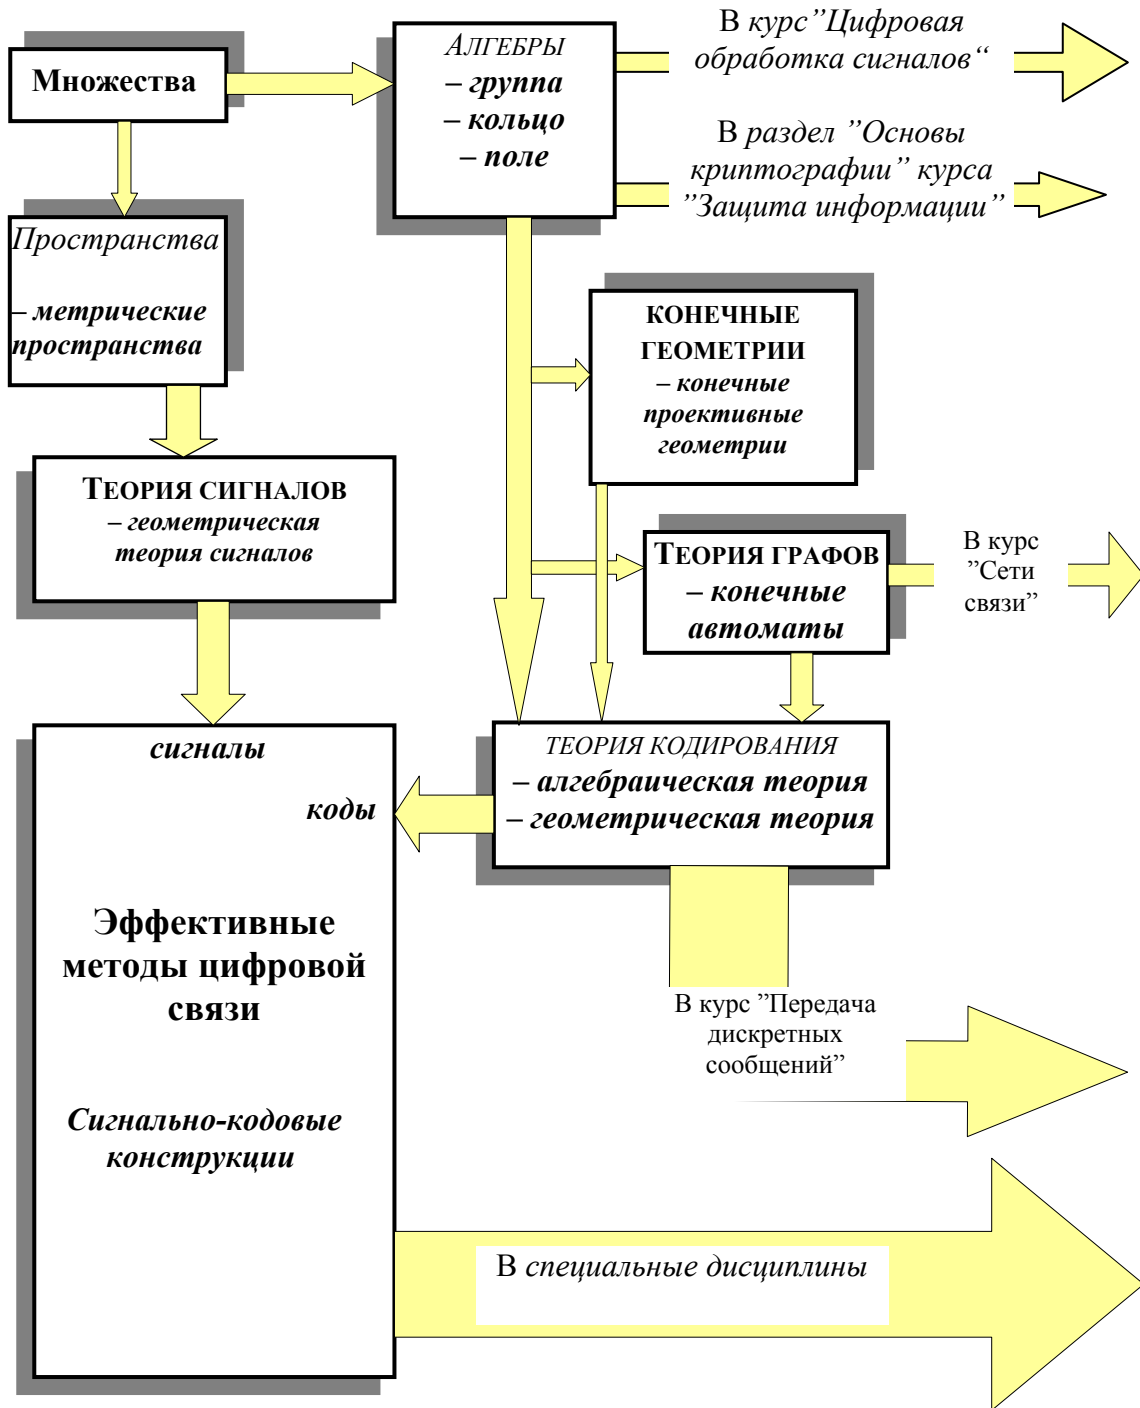 Множества
АЛГЕБРЫ
– группа
– кольцо
– поле
В курс ”Цифровая
обработка сигналов“
В раздел ”Основы
криптографии” курса
”Защита информации”
Пространства
– метрические
пространства
КОНЕЧНЫЕ
ГЕОМЕТРИИ
– конечные
проективные
геометрии
ТЕОРИЯ СИГНАЛОВ
– геометрическая
теория сигналов
ТЕОРИЯ ГРАФОВ
– конечные
автоматы
В курс
”Сети
связи”
сигналы
коды
ТЕОРИЯ КОДИРОВАНИЯ
– алгебраическая теория
– геометрическая теория
Эффективные
методы цифровой
связи
Сигнально-кодовые
конструкции
В курс ”Передача
дискретных
сообщений”
В специальные дисциплины